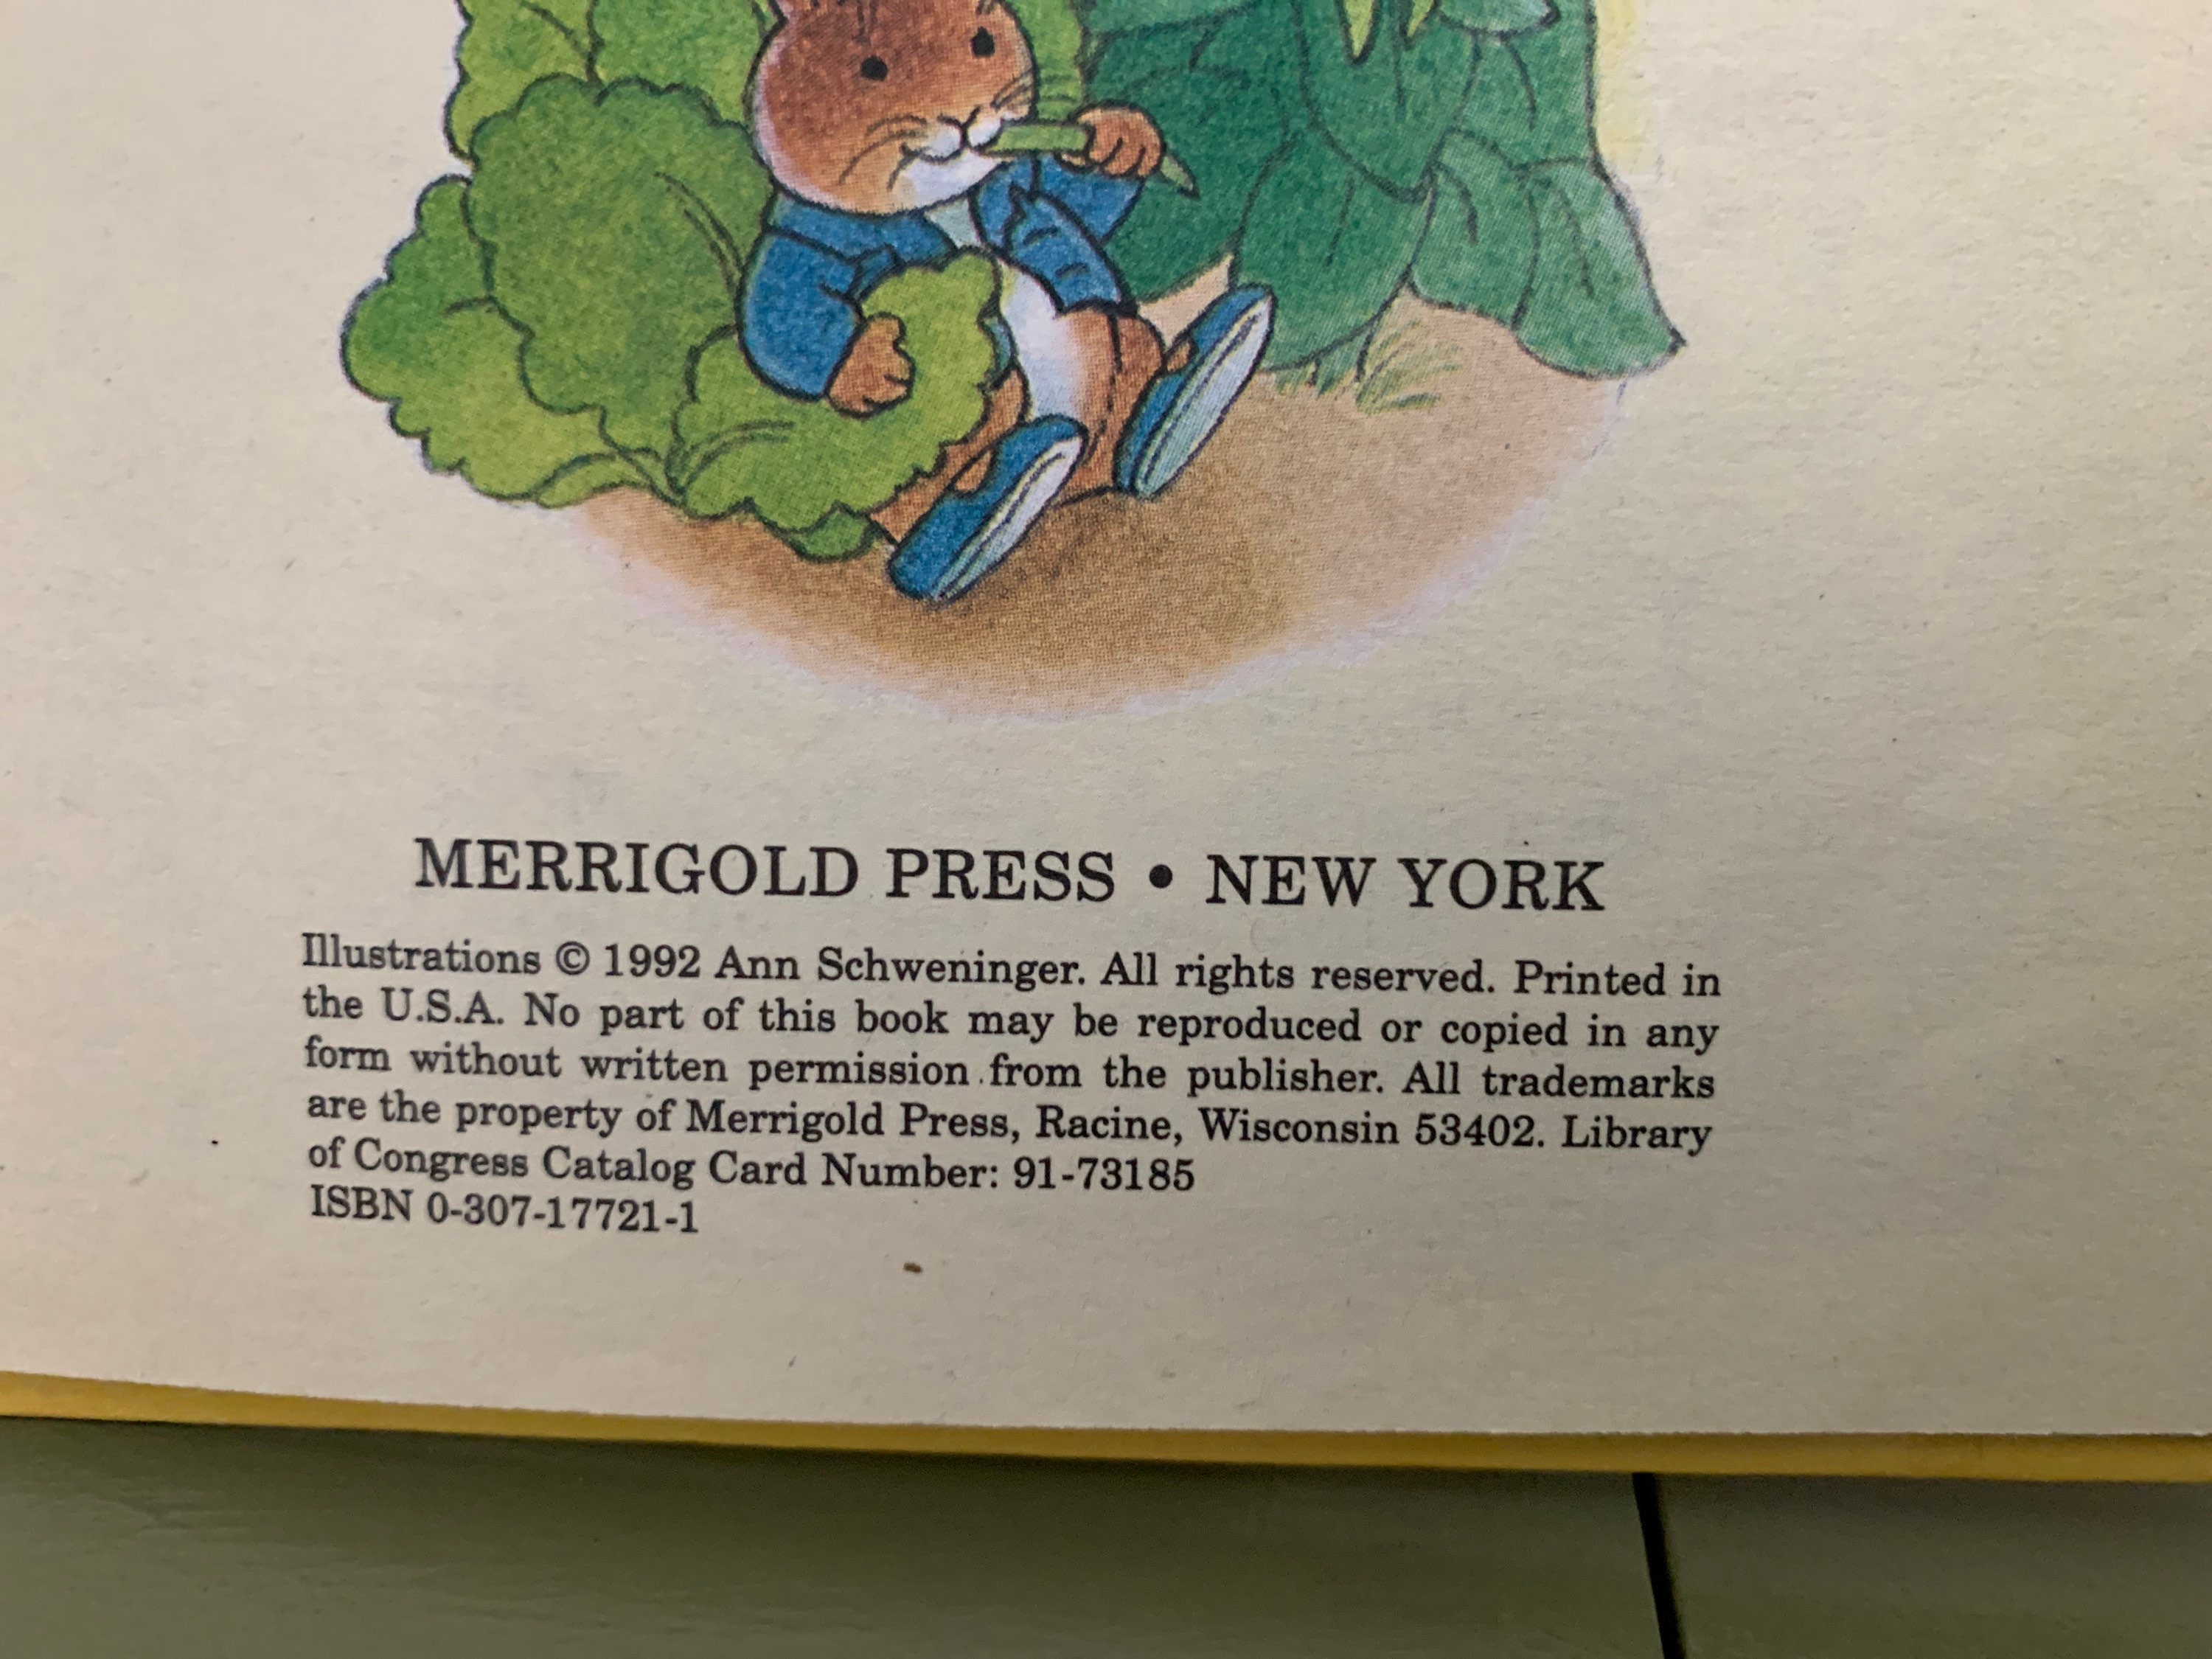 MERRIGOLD PRESS • NEW YORK
Illustrations © 1992 Ann Schweninger. All rights reserved. Printed in
the U.S.A. No part of this book may be reproduced or copied in any
form without written permission from the publisher. All trademarks
are the property of Merrigold Press, Racine, Wisconsin 53402. Library
of Congress Catalog Card Number: 91-73185
ISBN 0-307-17721-1